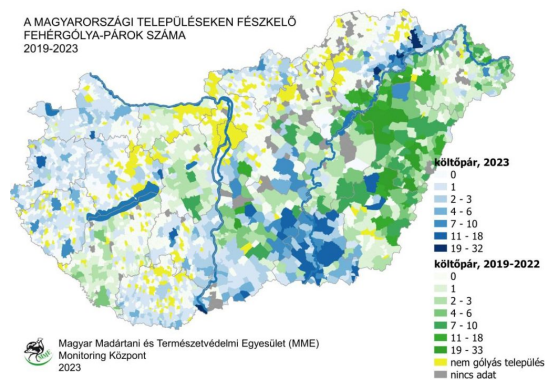 A MAGYARORSZÁGI TELEPÜLÉSEKEN FÉSZKELŐ
FEHÉRGÓLYA-PÁROK SZÁMA
2019-2023
költőpár, 2023
0
1
2 - 3
4 - 6
7 - 10
11 - 18
19 - 32
költőpár, 2019-2022
0
1
2 - 3
4 - 6
7 - 10
11 - 18
19 - 33
nem gólyás település
nincs adat
Magyar Madártani és Természetvédelmi Egyesület (MME)
Monitoring Központ
2023